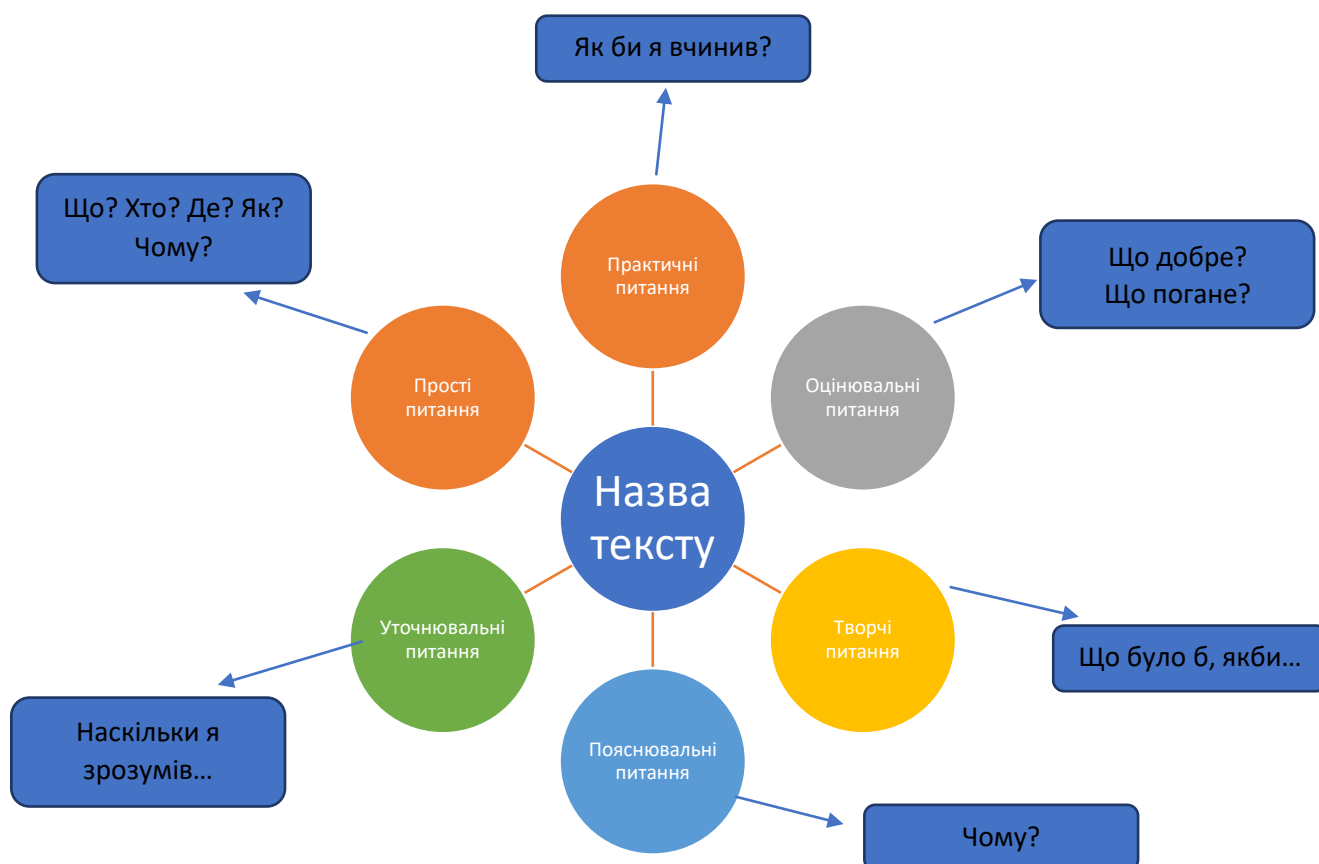 Як би я вчинив?
Що? Хто? Де? Як?
Чому?
Практичні
питання
Що добре?
Що погане?
Прості
питання
Оцінювальні
питання
Назва
тексту
Уточнювальні
питання
Творчі
питання
Що було б, якби…
Наскільки я
зрозумів…
Пояснювальні
питання
Чому?